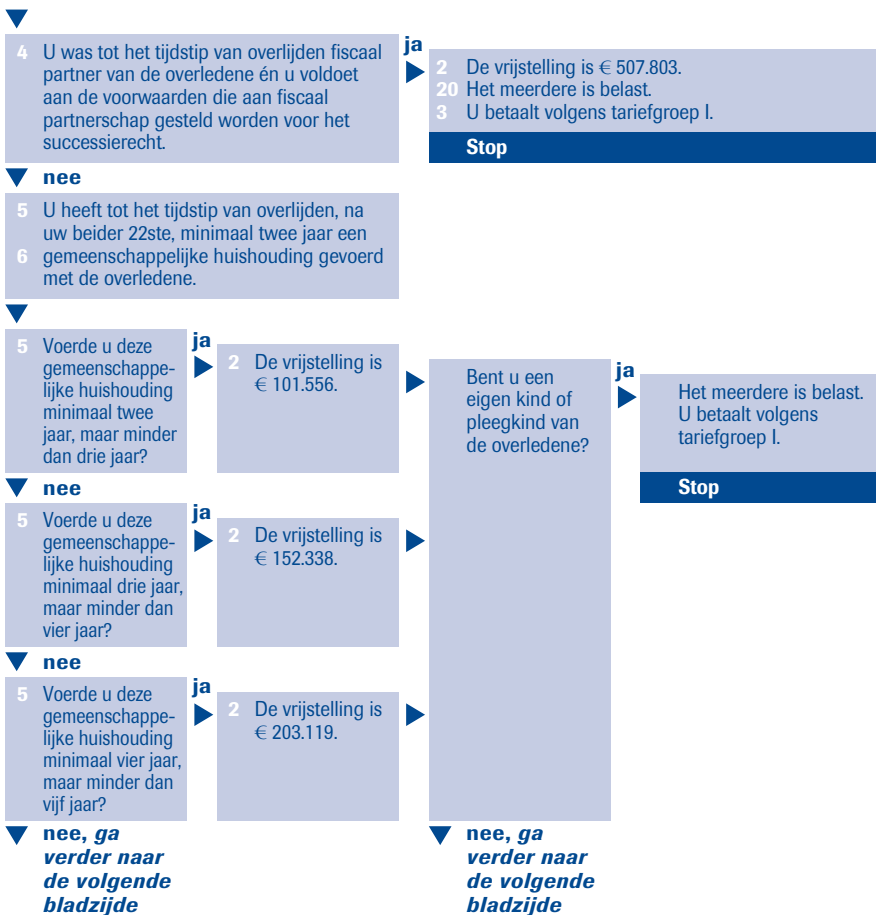 4 U was tot het tijdstip van overlijden fiscaal
partner van de overledene én u voldoet
aan de voorwaarden die aan fiscaal
partnerschap gesteld worden voor het
successierecht.
ja
2 De vrijstelling is € 507.803.
20 Het meerdere is belast.
3 U betaalt volgens tariefgroep I.
Stop
nee
5 U heeft tot het tijdstip van overlijden, na
uw beider 22ste, minimaal twee jaar een
6 gemeenschappelijke huishouding gevoerd
met de overledene.
5 Voerde u deze
gemeenschappe-
lijke huishouding
minimaal twee
jaar, maar minder
dan drie jaar?
ja
2 De vrijstelling is
€ 101.556.
Bent u een
eigen kind of
pleegkind van
de overledene?
ja
Het meerdere is belast.
U betaalt volgens
tariefgroep I.
Stop
nee
5 Voerde u deze
gemeenschappe-
lijke huishouding
minimaal drie jaar,
maar minder dan
vier jaar?
ja
2 De vrijstelling is
€ 152.338.
nee
5 Voerde u deze
gemeenschappe-
lijke huishouding
minimaal vier jaar,
maar minder dan
vijf jaar?
ja
2 De vrijstelling is
€ 203.119.
nee, ga
verder naar
de volgende
bladzijde
nee, ga
verder naar
de volgende
bladzijde